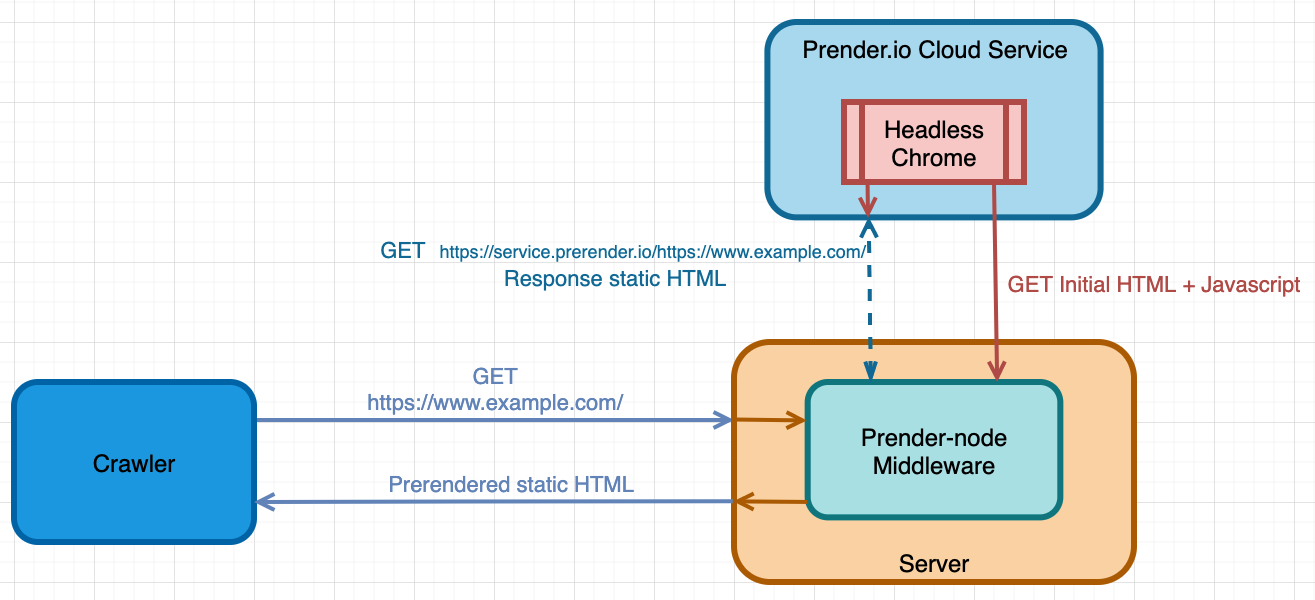 Prender.io Cloud Service
Headless
Chrome
GET https://service.prerender.io/https://www.example.com/
Response static HTML
GET Initial HTML + Javascript
GET
https://www.example.com/
Prender-node
Middleware
Crawler
Prerendered static HTML
Server